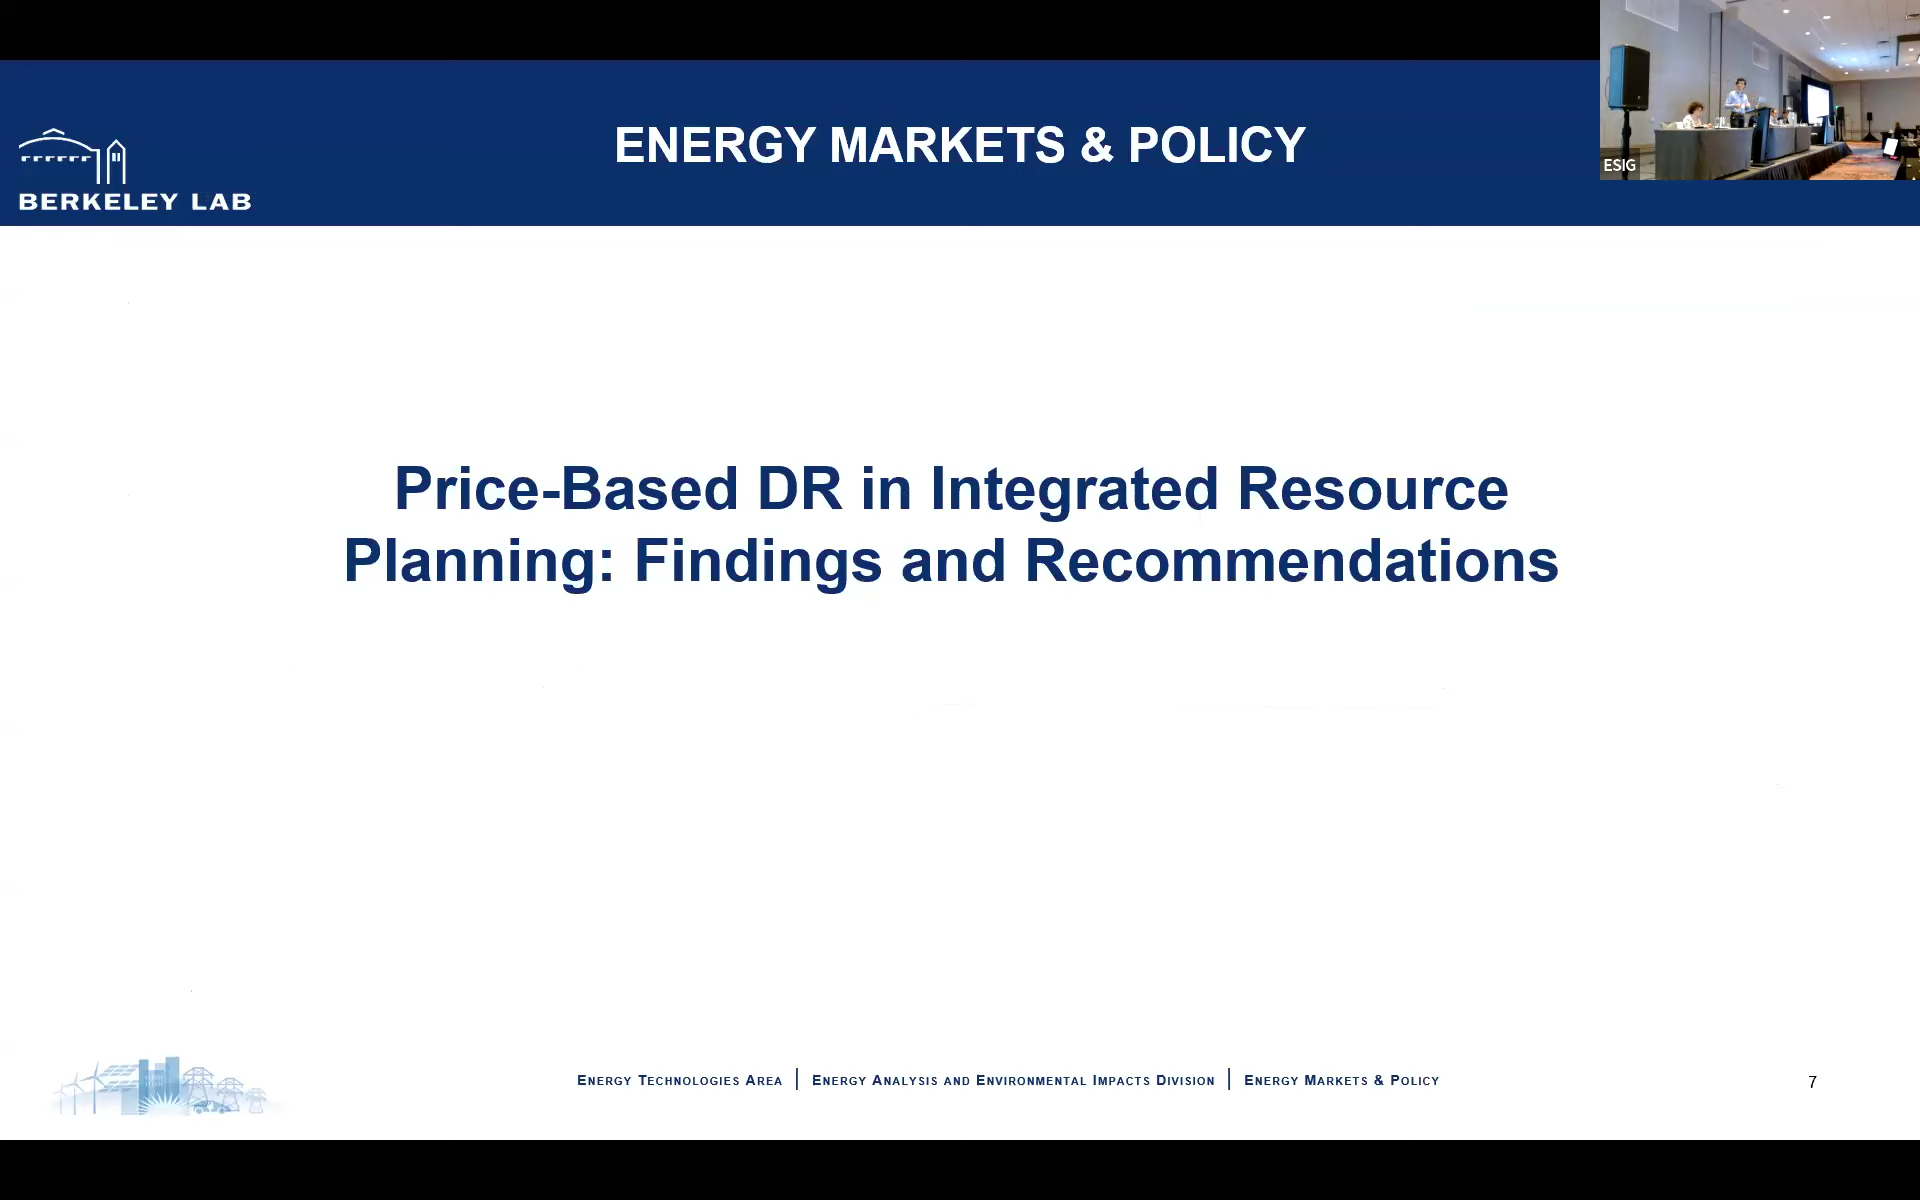 ENERGY MARKETS & POLICY
BERKELEY LAB
ESIG
Price-Based DR in Integrated Resource
Planning: Findings and Recommendations
ENERGY TECHNOLOGIES AREA | ENERGY ANALYSIS AND ENVIRONMENTAL IMPACTS DIVISION | ENERGY MARKETS & POLICY
7